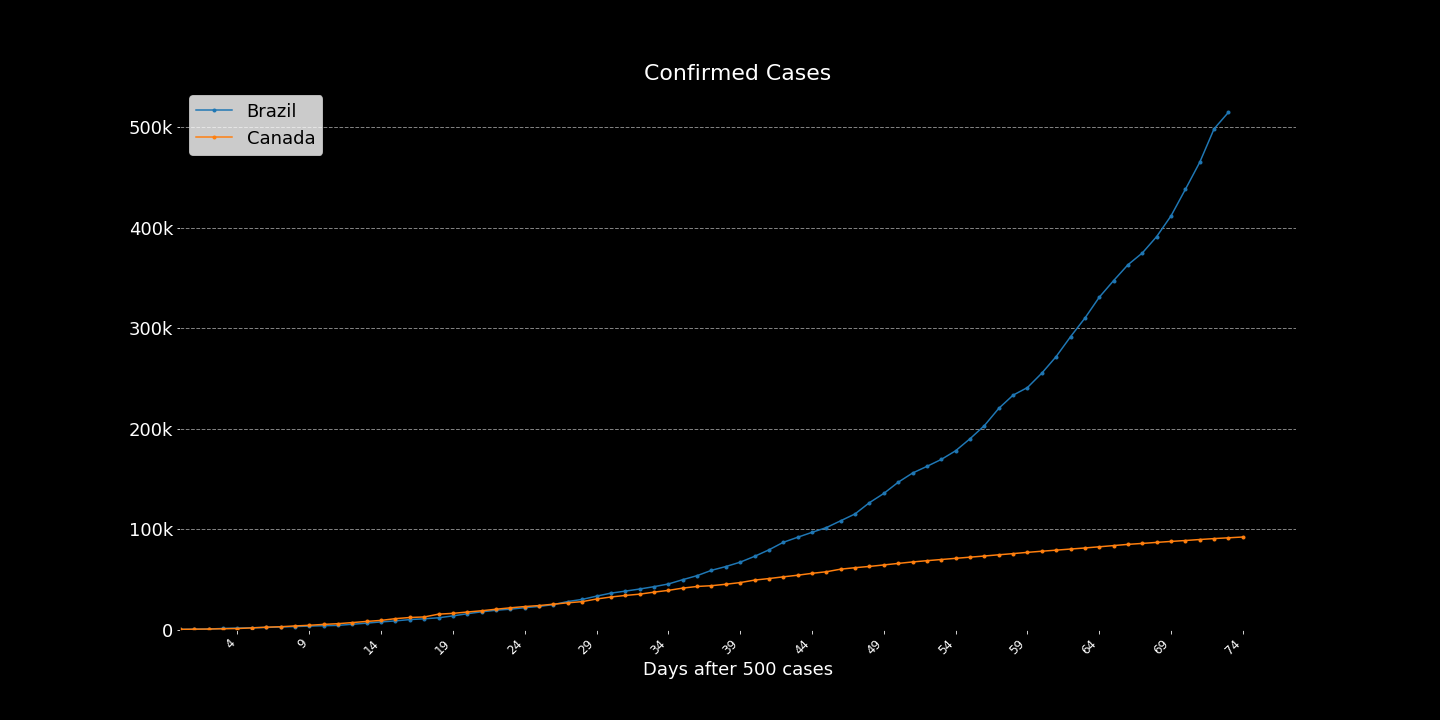 Confirmed Cases
Brazil
Canada
500k
400k
300k
200k
100k
0
4 9 14 19 24 29 34 39 44 49 54 59 64 69 74
Days after 500 cases